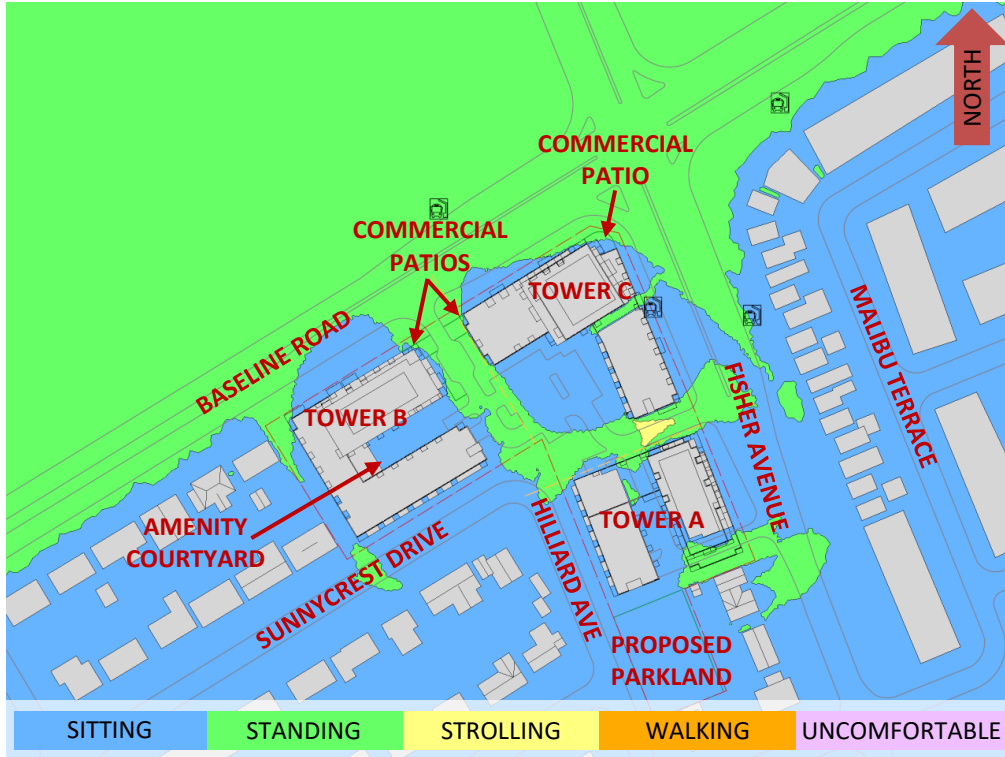 NORTH
COMMERCIAL
PATIO
COMMERCIAL
PATIOS
TOWER C
BASELINE ROAD
MALIBU TERRACE
FISHER AVENUE
TOWER B
AMENITY
COURTYARD
TOWER A
SUNNYCREST DRIVE
HILLIARD AVE
PROPOSED
PARKLAND
SITTING
STANDING
STROLLING
WALKING
UNCOMFORTABLE